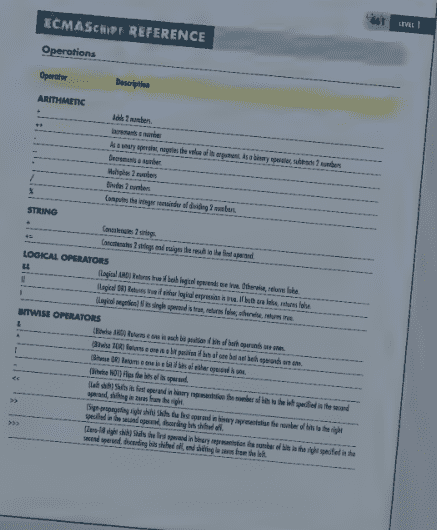 ECMASCRIPT REFERENCE
461 LEVEL 1
Operations
Operator Description
ARITHMETIC
+ Adds 2 numbers.
++ Increments a number.
- As a unary operator, negates the value of its argument. As a binary operator, subtracts 2 numbers
-- Decrements a number.
* Multiplies 2 numbers
/ Divides 2 numbers
% Computes the integer remainder of dividing 2 numbers.
STRING
+ Concatenates 2 strings.
+= Concatenates 2 strings and assigns the result to the first operand.
LOGICAL OPERATORS
&& (Logical AND) Returns true if both logical operands are true. Otherwise, returns false.
|| (Logical OR) Returns true if either logical expression is true. If both are false, returns false.
! (Logical negation) If its single operand is true, returns false; otherwise, returns true.
BITWISE OPERATORS
& (Bitwise AND) Returns a one in each bit position if bits of both operands are ones.
^ (Bitwise XOR) Returns a one in a bit position if bits of one but not both operands are one.
| (Bitwise OR) Returns a one in a bit if bits of either operand is one.
~ (Bitwise NOT) Flips the bits of its operand.
<< (Left shift) Shifts its first operand in binary representation the number of bits to the left specified in the second
operand, shifting in zeros from the right.
>> (Sign-propagating right shift) Shifts the first operand in binary representation the number of bits to the right
specified in the second operand, discarding bits shifted off.
>>> (Zero-fill right shift) Shifts the first operand in binary representation the number of bits to the right specified in the
second operand, discarding bits shifted off, and shifting in zeros from the left.